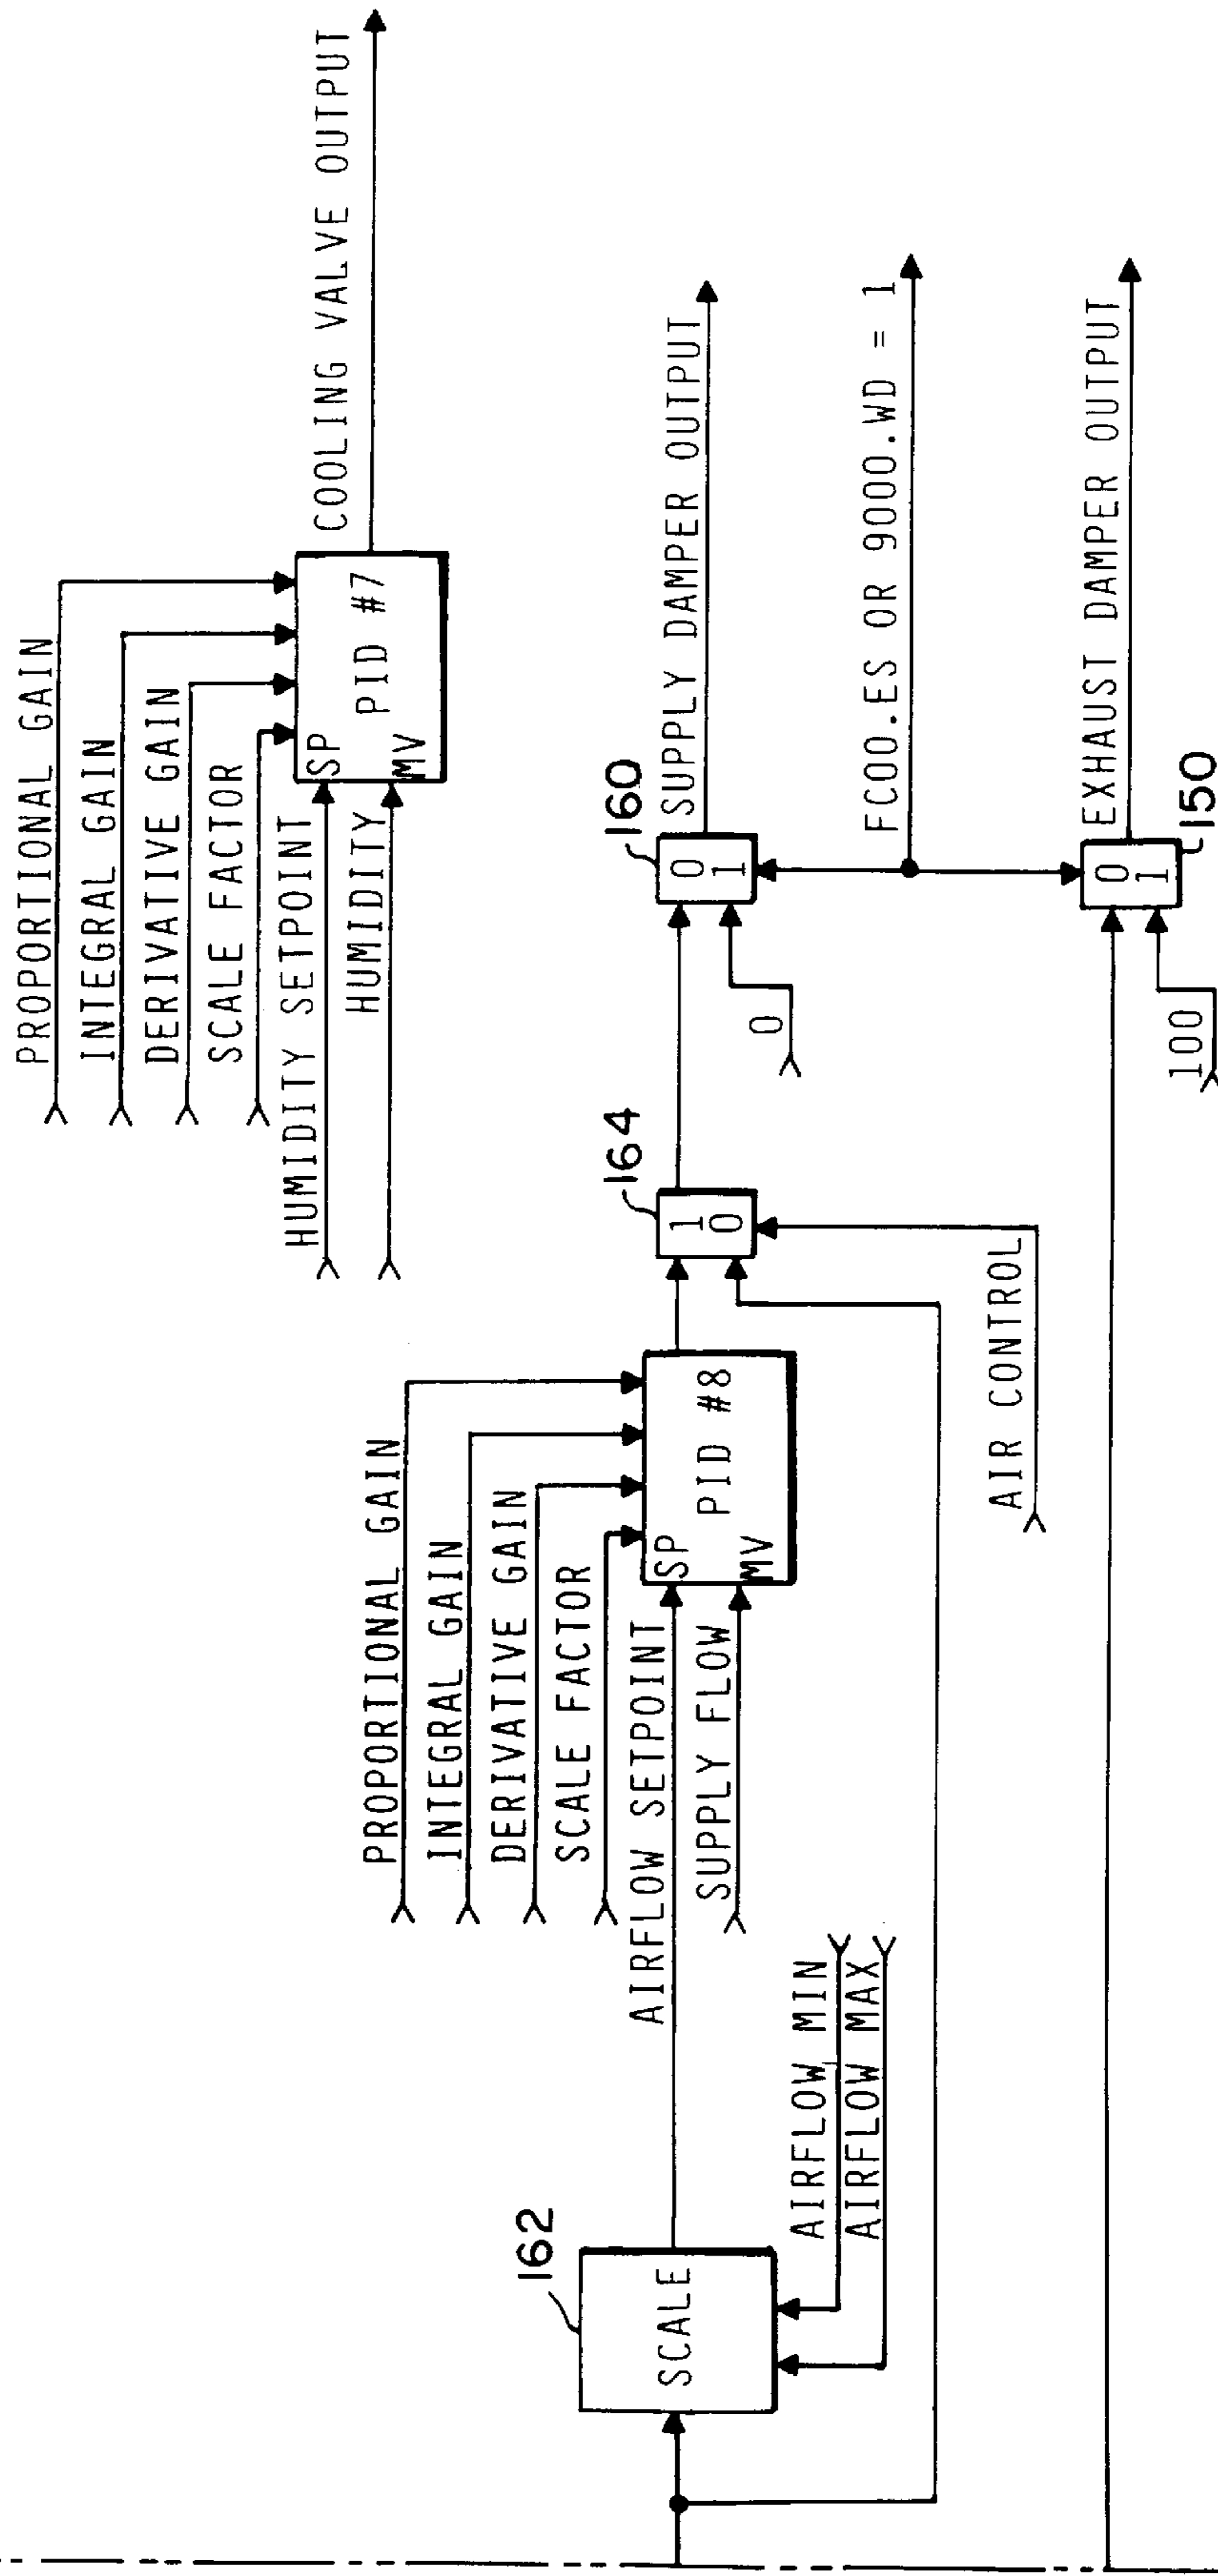 PROPORTIONAL GAIN
INTEGRAL GAIN
DERIVATIVE GAIN
SCALE FACTOR
HUMIDITY SETPOINT
HUMIDITY
SP
MV
PID #7
COOLING VALVE OUTPUT
PROPORTIONAL GAIN
INTEGRAL GAIN
DERIVATIVE GAIN
SCALE FACTOR
AIRFLOW SETPOINT
SUPPLY FLOW
SP
MV
PID #8
162
SCALE
AIRFLOW MIN
AIRFLOW MAX
164
1
0
AIR CONTROL
160
0
1
0
SUPPLY DAMPER OUTPUT
FC00.ES OR 9000.WD = 1
EXHAUST DAMPER OUTPUT
0
1
150
100